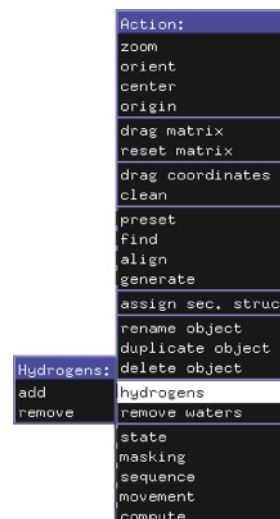 Action:
zoom
orient
center
origin
drag matrix
reset matrix
drag coordinates
clean
preset
find
align
generate
assign sec. struc
rename object
duplicate object
delete object
hydrogens
remove waters
state
masking
sequence
movement
compute
Hydrogens:
add
remove